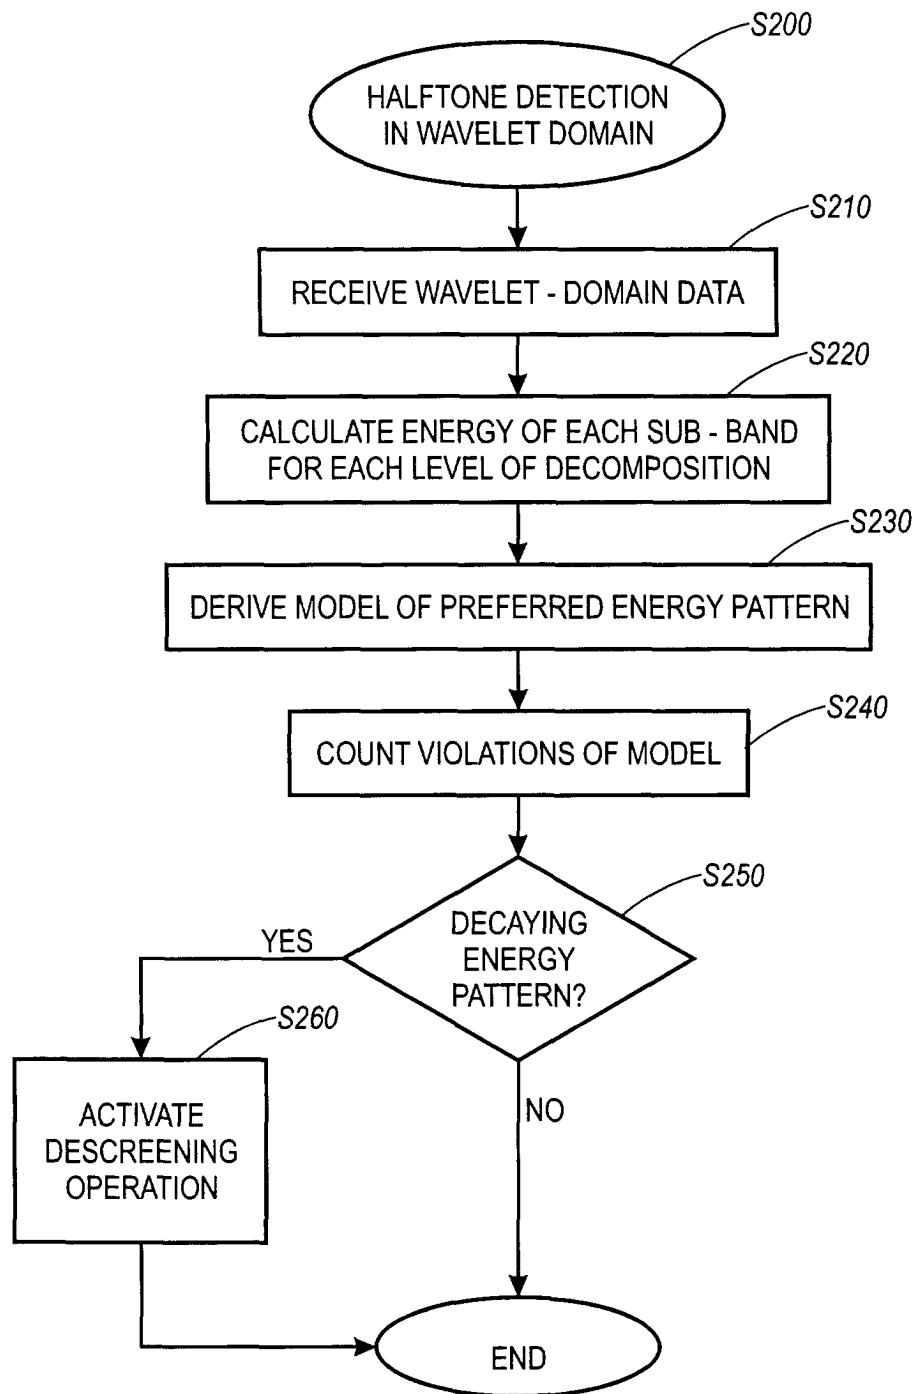 S200
HALFTONE DETECTION
IN WAVELET DOMAIN
S210
RECEIVE WAVELET - DOMAIN DATA
S220
CALCULATE ENERGY OF EACH SUB - BAND
FOR EACH LEVEL OF DECOMPOSITION
S230
DERIVE MODEL OF PREFERRED ENERGY PATTERN
S240
COUNT VIOLATIONS OF MODEL
S250
DECAYING
ENERGY
PATTERN?
YES
S260
ACTIVATE
DESCREENING
OPERATION
NO
END